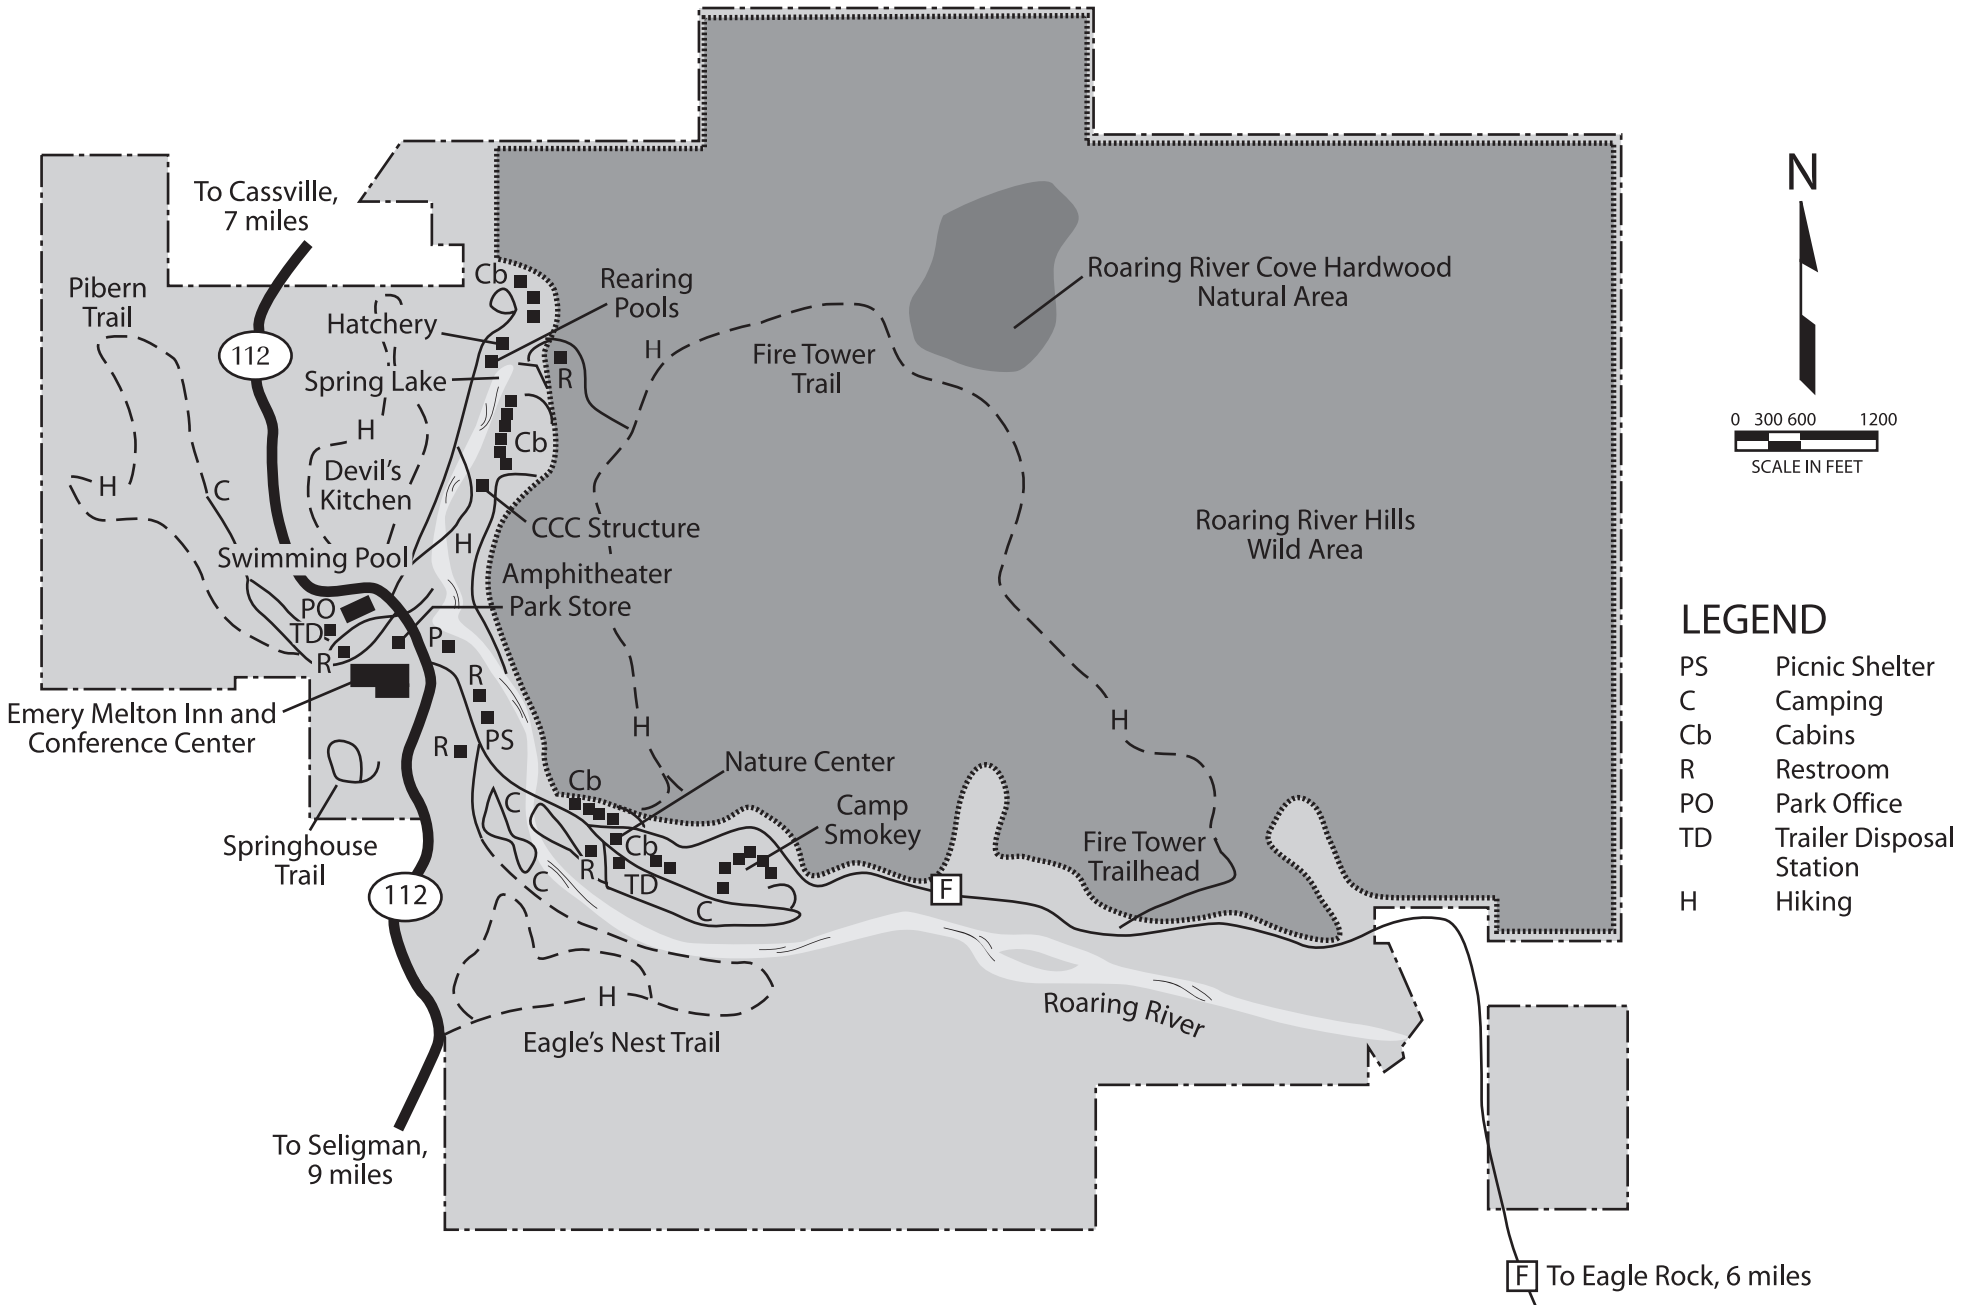 To Cassville,
7 miles
N
Pibern
Trail
Cb
Rearing
Pools
Roaring River Cove Hardwood
Natural Area
Hatchery
112
H
Fire Tower
Trail
Spring Lake
R
0 300 600 1200
SCALE IN FEET
H
Cb
Devil's
Kitchen
H
C
CCC Structure
Roaring River Hills
Wild Area
H
Swimming Pool
Amphitheater
PO
Park Store
TD
P
R
R
LEGEND
PS Picnic Shelter
C Camping
Cb Cabins
R Restroom
PO Park Office
TD Trailer Disposal
Station
H Hiking
Emery Melton Inn and
Conference Center
R
PS
H
H
Nature Center
Cb
C
Camp
Smokey
Springhouse
Trail
Cb
R
TD
C
C
Fire Tower
Trailhead
112
F
H
Eagle's Nest Trail
Roaring River
To Seligman,
9 miles
F To Eagle Rock, 6 miles